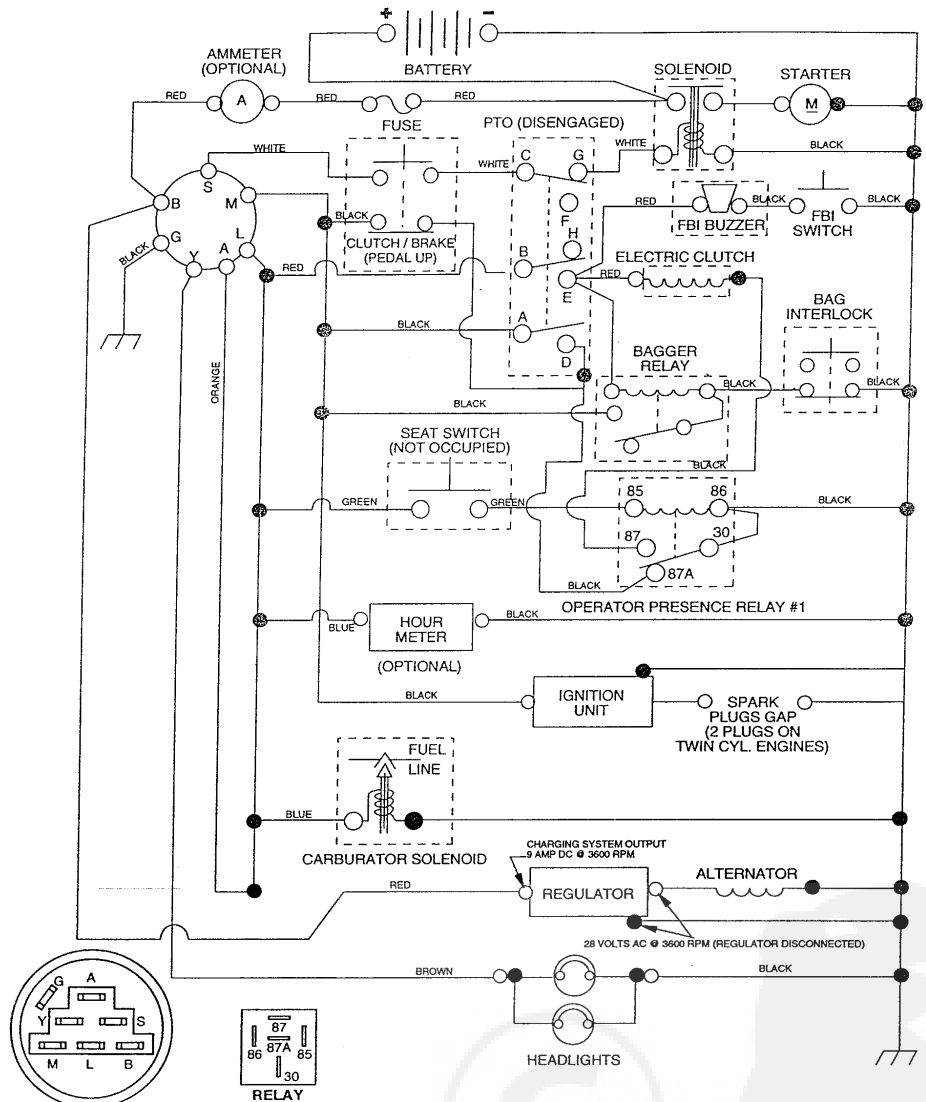 + -
BATTERY
AMMETER
(OPTIONAL)
SOLENOID
STARTER
RED
A
RED
RED
M
FUSE
PTO (DISENGAGED)
WHITE
WHITE
C
G
WHITE
BLACK
S
B
M
F
RED
BLACK
BLACK
FBI BUZZER
FBI
SWITCH
BLACK
CLUTCH / BRAKE
(PEDAL UP)
G
L
Y
A
BLACK
H
B
RED
E
RED
ELECTRIC CLUTCH
BAG
INTERLOCK
A
BLACK
D
BAGGER
RELAY
ORANGE
BLACK
BLACK
BLACK
SEAT SWITCH
(NOT OCCUPIED)
BLACK
GREEN
GREEN
85
86
BLACK
87
30
87A
BLACK
OPERATOR PRESENCE RELAY #1
BLUE
HOUR
METER
BLACK
(OPTIONAL)
BLACK
IGNITION
UNIT
SPARK
PLUGS GAP
(2 PLUGS ON
TWIN CYL. ENGINES)
FUEL
LINE
BLUE
CARBURATOR SOLENOID
CHARGING SYSTEM OUTPUT
9 AMP DC @ 3600 RPM
RED
REGULATOR
ALTERNATOR
28 VOLTS AC @ 3600 RPM (REGULATOR DISCONNECTED)
BROWN
BLACK
HEADLIGHTS
G
A
Y
S
M
L
B
87
86
87A
85
30
RELAY